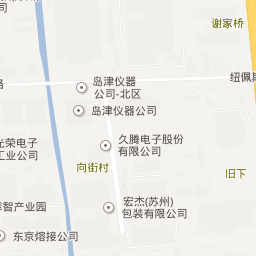 谢家桥
路
纽佩
岛津仪器
公司-北区
岛津仪器公司
光荣电子
工业公司
久腾电子股份
有限公司
向街村
旧下
宏杰(苏州)
包装有限公司
智产业园
东京熔接公司